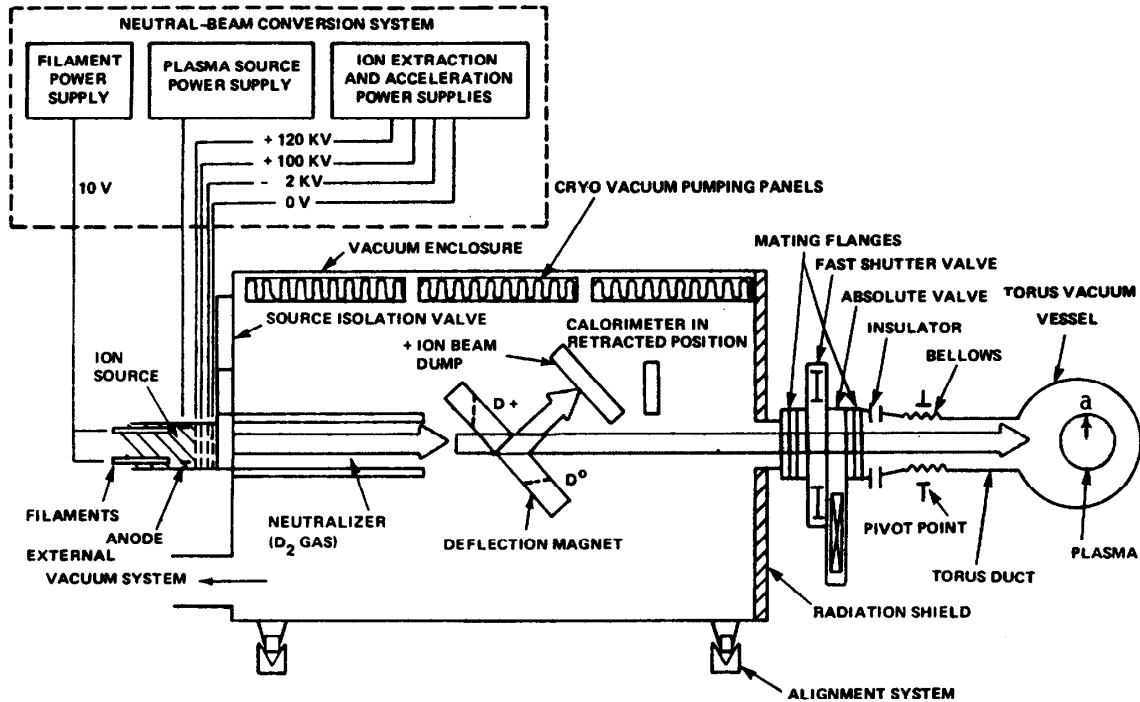 NEUTRAL-BEAM CONVERSION SYSTEM
FILAMENT
POWER
SUPPLY
PLASMA SOURCE
POWER SUPPLY
ION EXTRACTION
AND ACCELERATION
POWER SUPPLIES
+ 120 KV
+ 100 KV
- 2 KV
0 V
10 V
CRYO VACUUM PUMPING PANELS
VACUUM ENCLOSURE
MATING FLANGES
FAST SHUTTER VALVE
ABSOLUTE VALVE
TORUS VACUUM
VESSEL
INSULATOR
BELLOWS
SOURCE ISOLATION VALVE
CALORIMETER IN
RETRACTED POSITION
+ ION BEAM
DUMP
ION
SOURCE
D +
D⁰
a
FILAMENTS
ANODE
NEUTRALIZER
(D₂ GAS)
DEFLECTION MAGNET
PIVOT POINT
PLASMA
EXTERNAL
VACUUM SYSTEM
TORUS DUCT
RADIATION SHIELD
ALIGNMENT SYSTEM